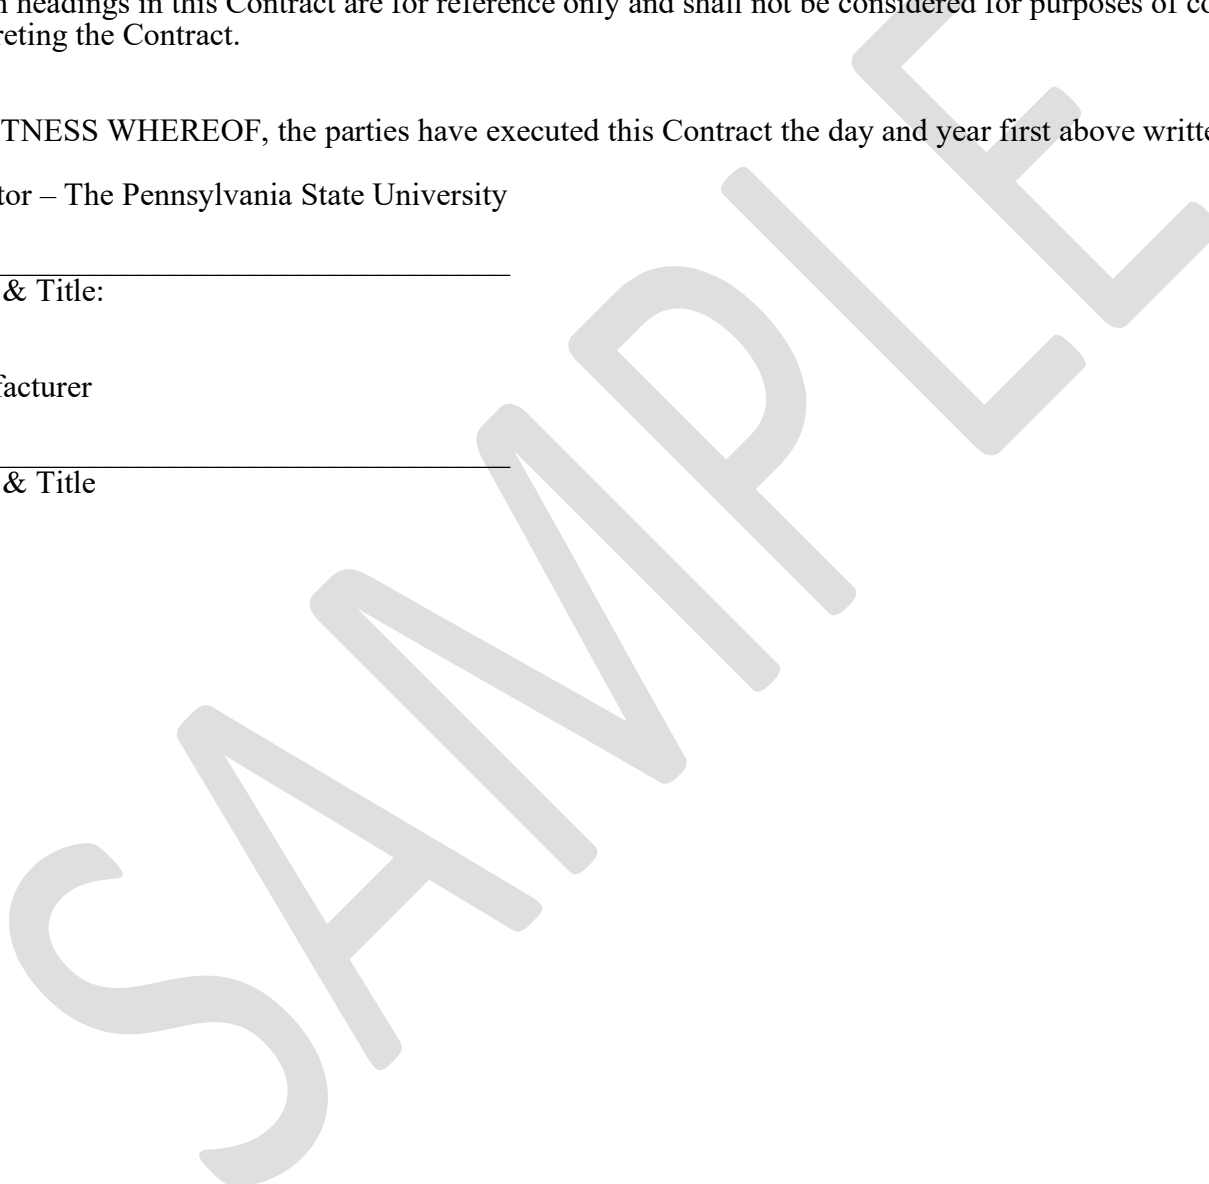 headings in this Contract are for reference only and shall not be considered for purposes of
reting the Contract.
TNESS WHEREOF, the parties have executed this Contract the day and year first above writte
tor – The Pennsylvania State University
& Title:
facturer
& Title
SAMPLE